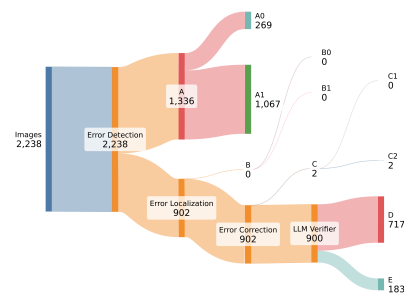 A0
269
B0
0
C1
0
A
1,336
A1
1,067
B1
0
Images
2,238
Error Detection
2,238
B
0
C
2
C2
2
Error Localization
902
Error Correction
902
LLM Verifier
900
D
717
E
183